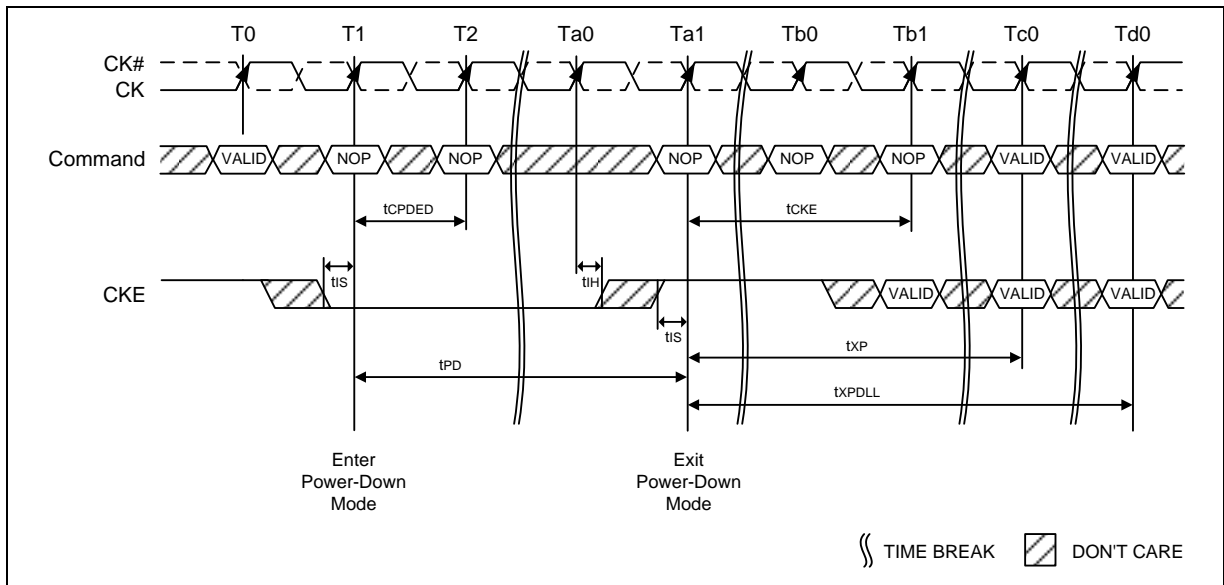 T0 T1 T2 Ta0 Ta1 Tb0 Tb1 Tc0 Td0
CK#
CK
Command VALID NOP NOP NOP NOP NOP VALID VALID
tCPDED tCKE
tIS tIH
CKE VALID VALID VALID
tIS
tXP
tPD
tXPDLL
Enter Power-Down Mode
Exit Power-Down Mode
TIME BREAK DON'T CARE